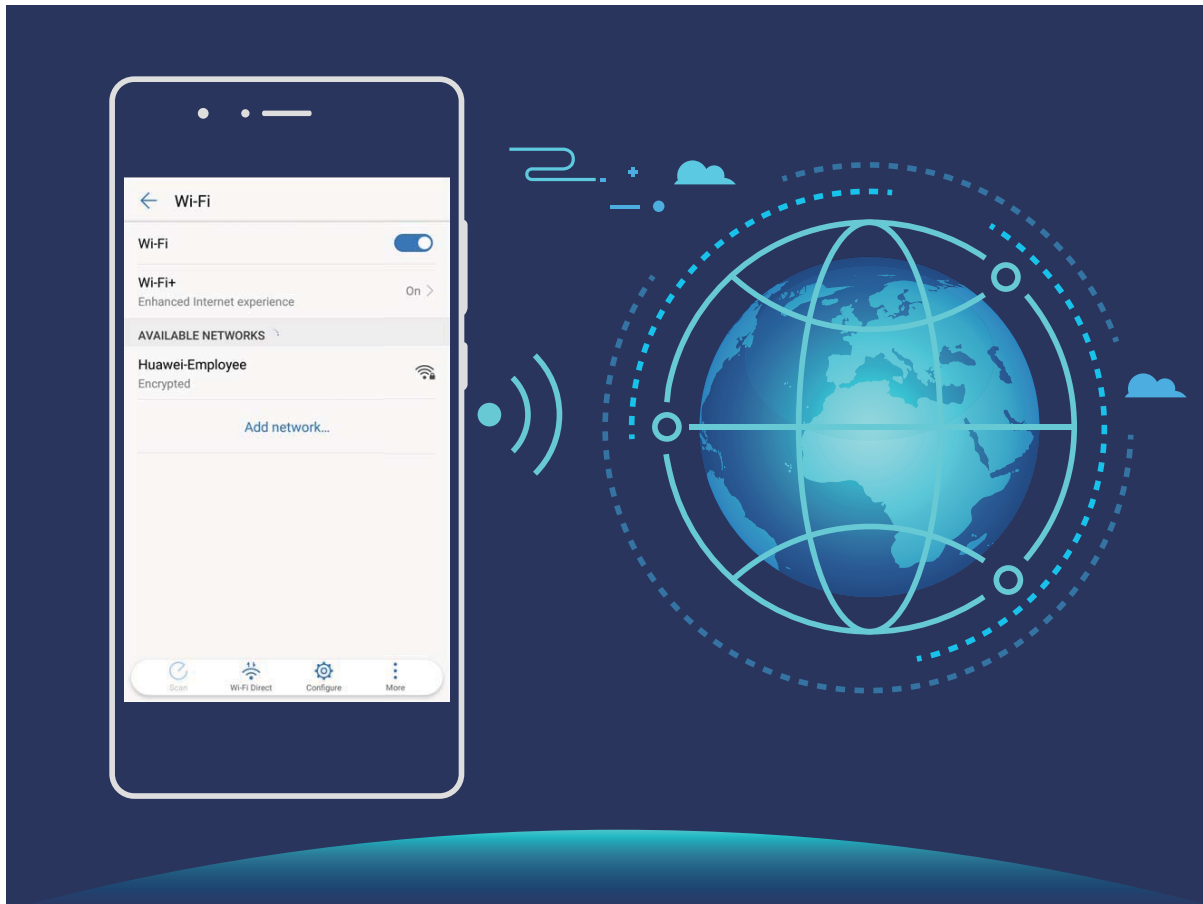 Wi-Fi
Wi-Fi
Wi-Fi+
Enhanced Internet experience
On
AVAILABLE NETWORKS
Huawei-Employee
Encrypted
Add network...
Scan Wi-Fi Direct Configure More